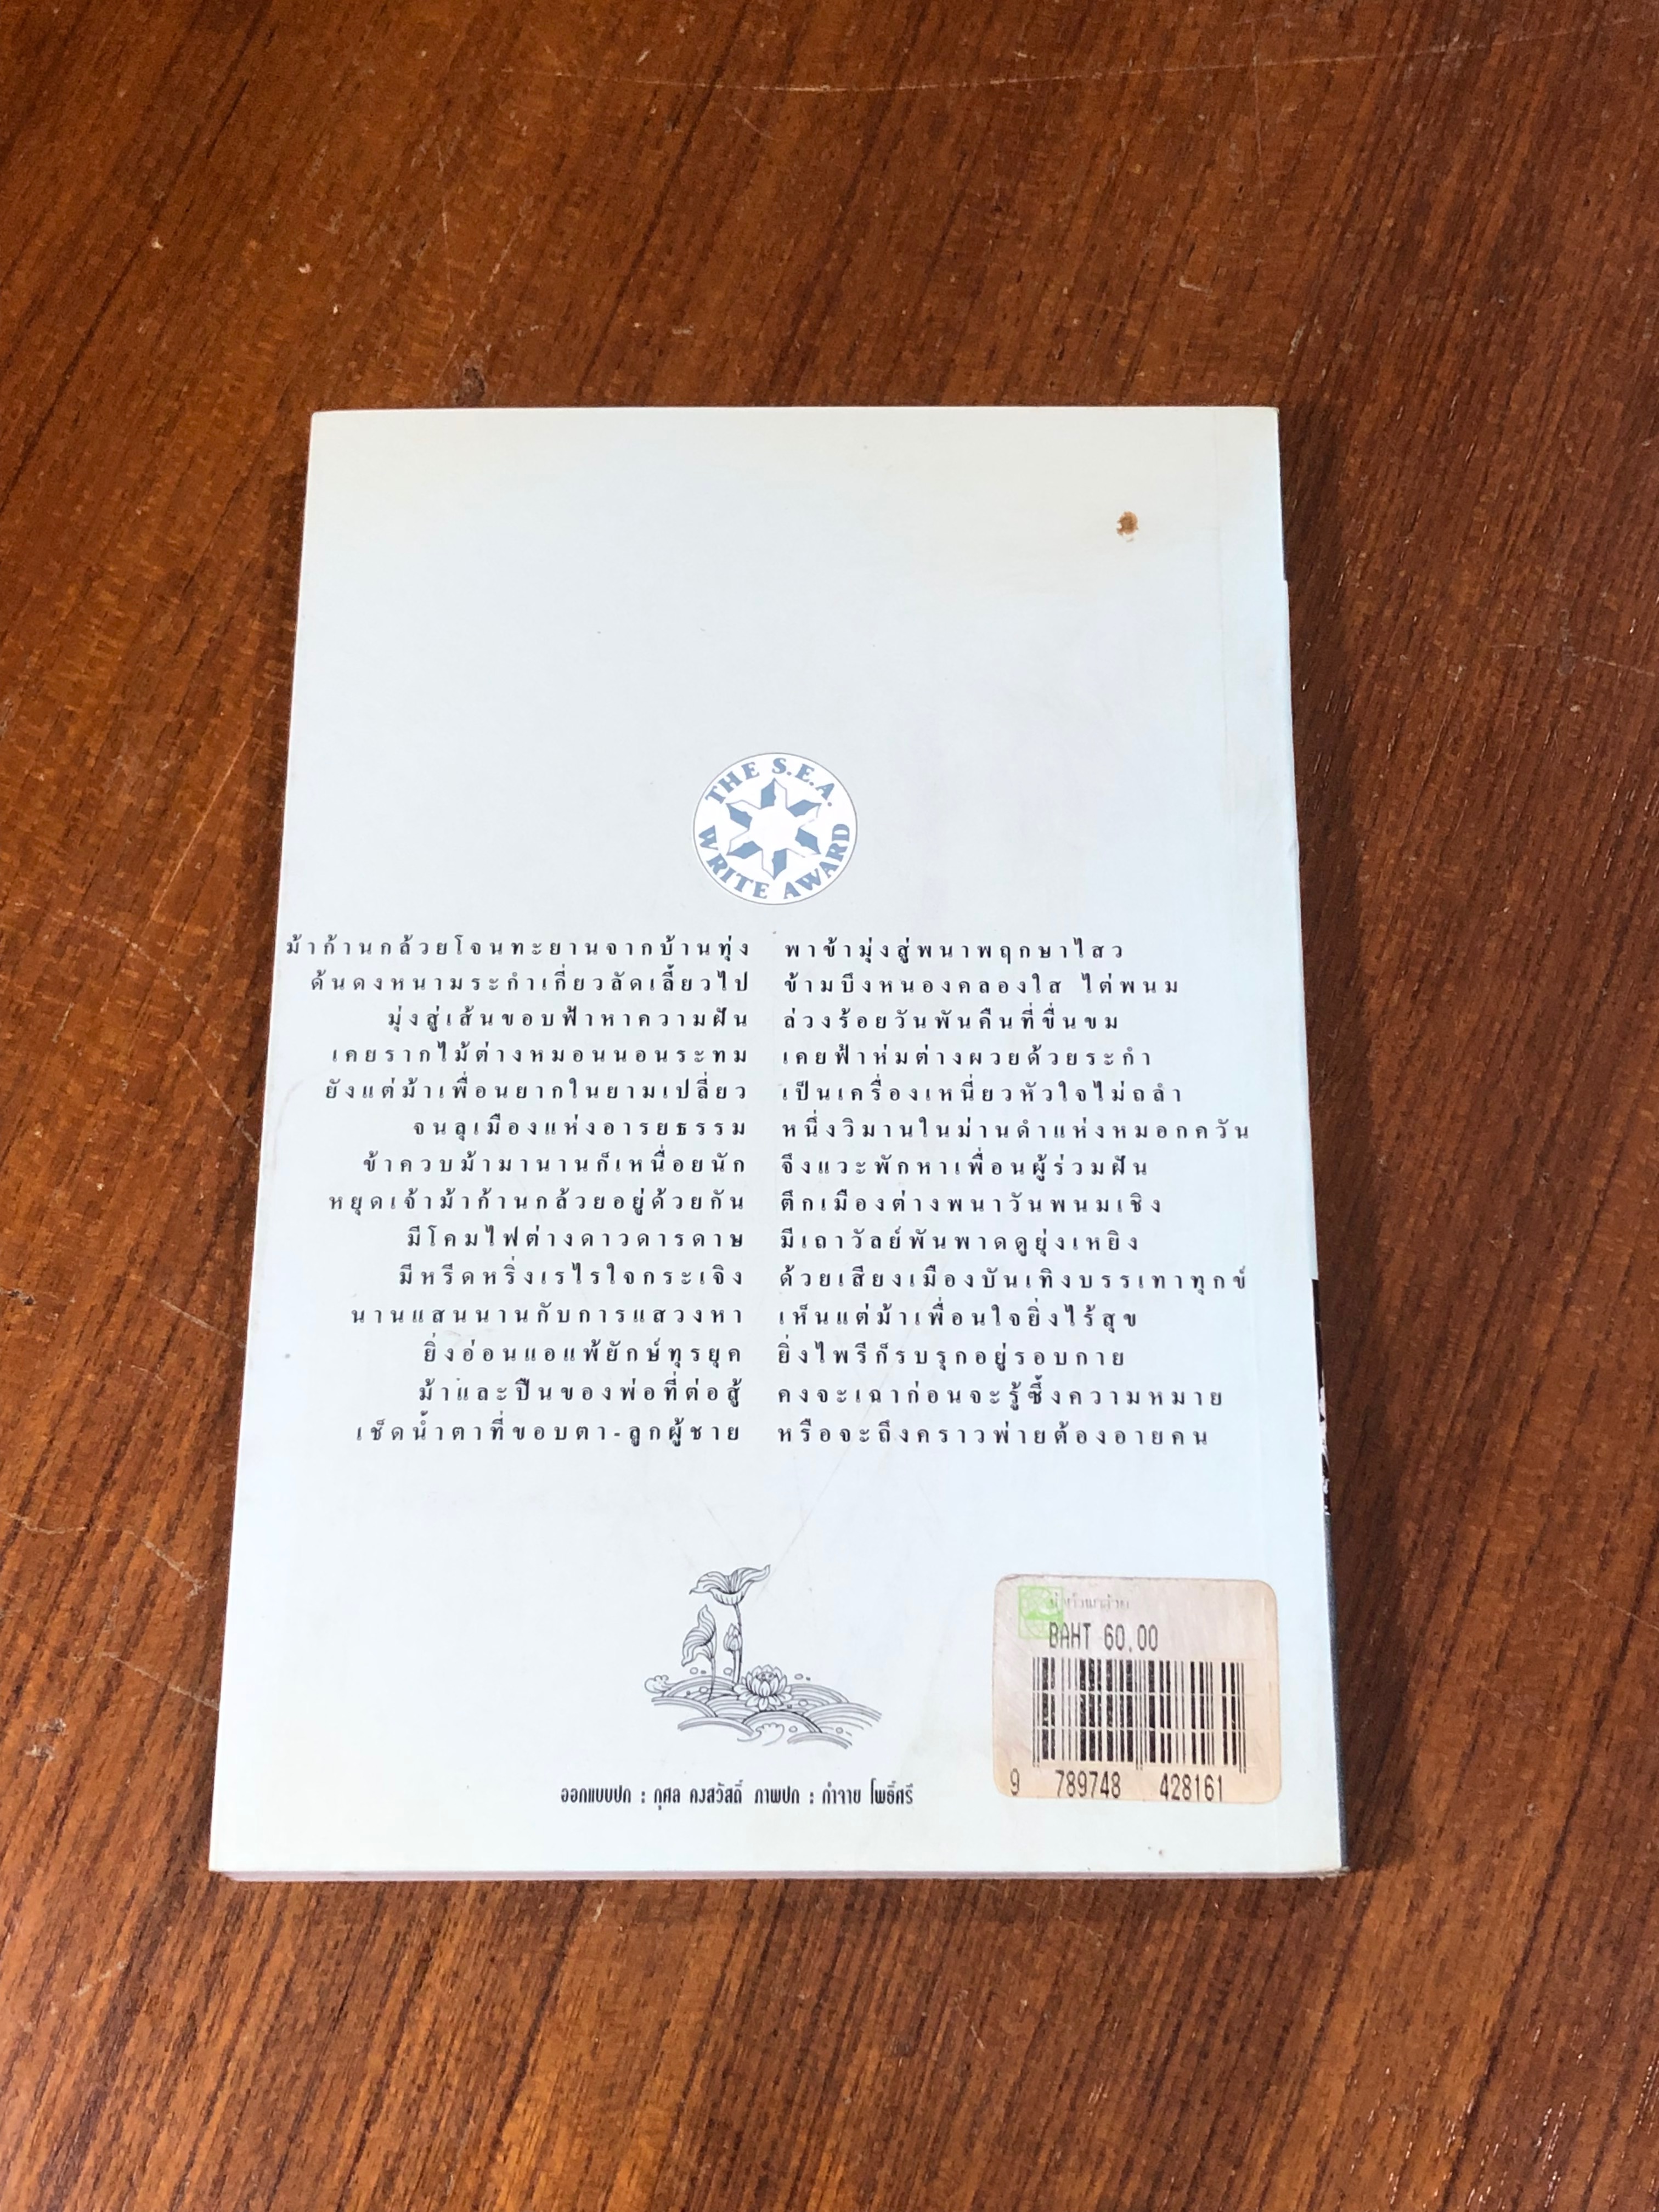 THE S.E.A. WRITE AWARD
ม้าก้านกล้วยโจนทะยานจากบ้านทุ่ง พาข้ามุ่งสู่พนาพฤกษาไสว
ด้นดงหนามระกำเกี่ยวลัดเลี้ยวไป ข้ามบึงหนองคลองใส ไต่พนม
มุ่งสู่เส้นขอบฟ้าหาความฝัน ล่วงร้อยวันพันคืนที่ขื่นขม
เคยรากไม้ต่างหมอนนอนระทม เคยฟ้าห่มต่างผวยด้วยระกำ
ยังแต่ม้าเพื่อนยากในยามเปลี่ยว เป็นเครื่องเหนี่ยวหัวใจไม่ถลำ
จนลุเมืองแห่งอารยธรรม หนึ่งวิมานในม่านดำแห่งหมอกควัน
ข้าควบม้ามานานก็เหนื่อยนัก จึงแวะพักหาเพื่อนผู้ร่วมฝัน
หยุดเจ้าม้าก้านกล้วยอยู่ด้วยกัน ตึกเมืองต่างพนาวันพนมเชิง
มีโคมไฟต่างดาวดารดาษ มีเถาวัลย์พันพาดดูยุ่งเหยิง
มีหรีดหริ่งเรไรใจกระเจิง ด้วยเสียงเมืองบันเทิงบรรเทาทุกข์
นานแสนนานกับการแสวงหา เห็นแต่ม้าเพื่อนใจยิ่งไร้สุข
ยิ่งอ่อนแอแพ้ยักษ์ทุรยุค ยิ่งไพรีก็รบรุกอยู่รอบกาย
ม้าและปืนของพ่อที่ต่อสู้ คงจะเฉาก่อนจะรู้ซึ้งความหมาย
เช็ดน้ำตาที่ขอบตา-ลูกผู้ชาย หรือจะถึงคราวพ่ายต้องอายคน
BAHT 60.00
9 789748 428161
ออกแบบปก : กุศล คงสวัสดิ์ ภาพปก : กำจาย โพธิ์ศรี